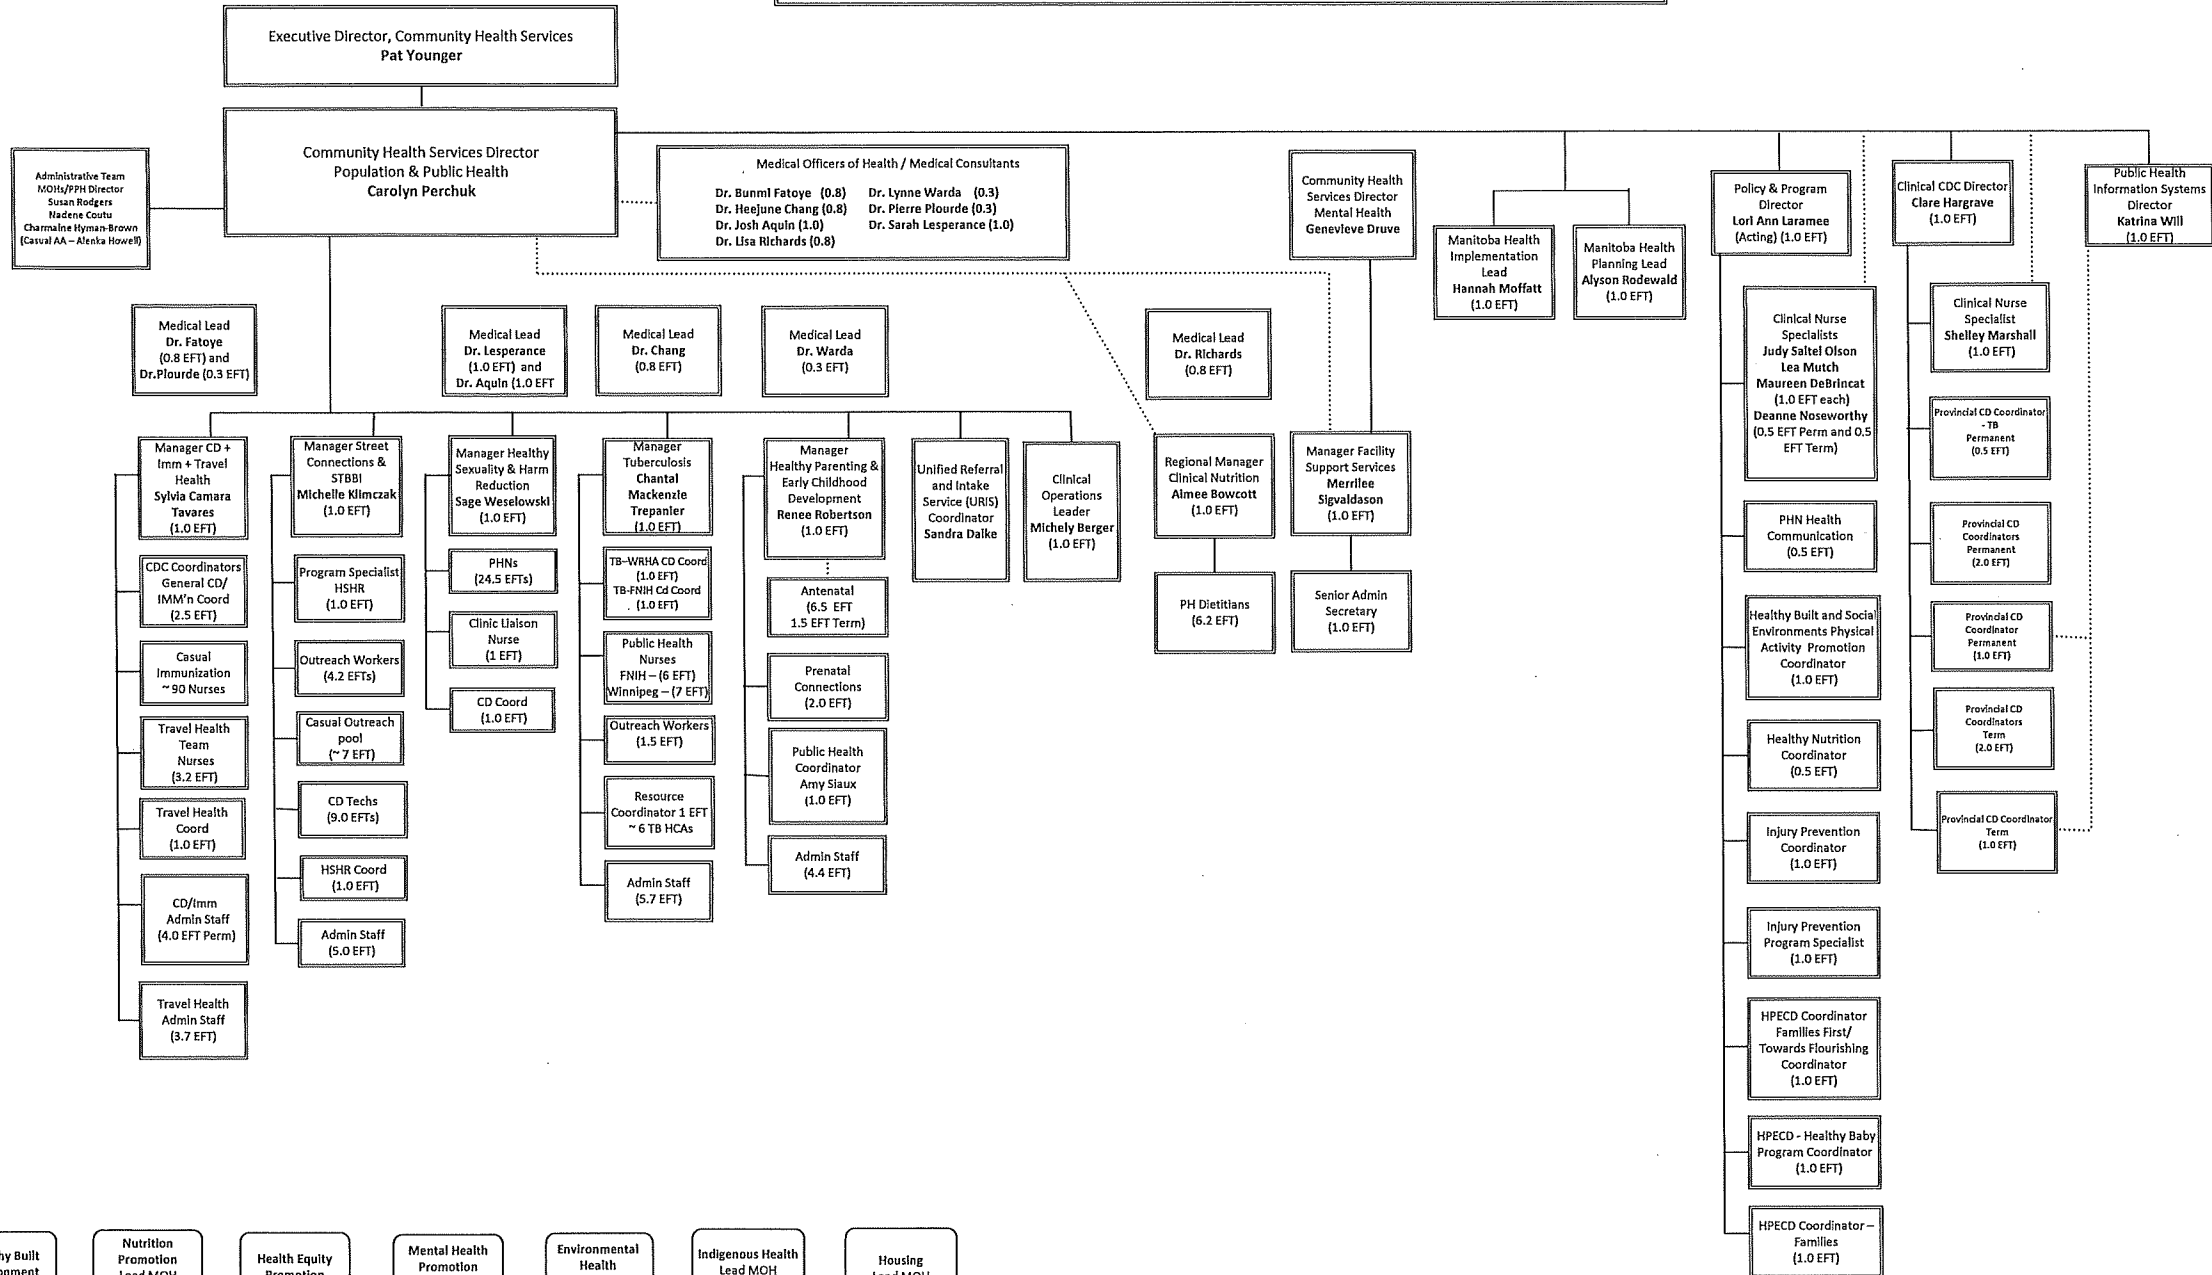 Executive Director, Community Health Services
Pat Younger
Community Health Services Director
Population & Public Health
Carolyn Perchuk
Administrative Team
MOHs/PPH Director
Susan Rodgers
Nadene Coutu
Charmaine Hyman-Brown
(Casual AA – Alenka Howell)
Medical Officers of Health / Medical Consultants
Dr. Bunmi Fatoye (0.8) Dr. Lynne Warda (0.3)
Dr. Heejune Chang (0.8) Dr. Pierre Plourde (0.3)
Dr. Josh Aquin (1.0) Dr. Sarah Lesperance (1.0)
Dr. Lisa Richards (0.8)
Community Health
Services Director
Mental Health
Genevieve Druve
Manitoba Health
Implementation
Lead
Hannah Moffatt
(1.0 EFT)
Manitoba Health
Planning Lead
Alyson Rodewald
(1.0 EFT)
Policy & Program
Director
Lori Ann Laramee
(Acting) (1.0 EFT)
Clinical CDC Director
Clare Hargrave
(1.0 EFT)
Public Health
Information Systems
Director
Katrina Will
(1.0 EFT)
Medical Lead
Dr. Fatoye
(0.8 EFT) and
Dr.Plourde (0.3 EFT)
Medical Lead
Dr. Lesperance
(1.0 EFT) and
Dr. Aquin (1.0 EFT
Medical Lead
Dr. Chang
(0.8 EFT)
Medical Lead
Dr. Warda
(0.3 EFT)
Medical Lead
Dr. Richards
(0.8 EFT)
Manager CD +
Imm + Travel
Health
Sylvia Camara
Tavares
(1.0 EFT)
CDC Coordinators
General CD/
IMM'n Coord
(2.5 EFT)
Casual
Immunization
~ 90 Nurses
Travel Health
Team
Nurses
(3.2 EFT)
Travel Health
Coord
(1.0 EFT)
CD/Imm
Admin Staff
(4.0 EFT Perm)
Travel Health
Admin Staff
(3.7 EFT)
Manager Street
Connections &
STBBI
Michelle Klimczak
(1.0 EFT)
Program Specialist
HSHR
(1.0 EFT)
Outreach Workers
(4.2 EFTs)
Casual Outreach
pool
(~ 7 EFT)
CD Techs
(9.0 EFTs)
HSHR Coord
(1.0 EFT)
Admin Staff
(5.0 EFT)
Manager Healthy
Sexuality & Harm
Reduction
Sage Weselowski
(1.0 EFT)
PHNs
(24.5 EFTs)
Clinic Liaison
Nurse
(1 EFT)
CD Coord
(1.0 EFT)
Manager
Tuberculosis
Chantal
Mackenzie
Trepanier
(1.0 EFT)
TB–WRHA CD Coord
(1.0 EFT)
TB-FNIH Cd Coord
(1.0 EFT)
Public Health
Nurses
FNIH – (6 EFT)
Winnipeg – (7 EFT)
Outreach Workers
(1.5 EFT)
Resource
Coordinator 1 EFT
~ 6 TB HCAs
Admin Staff
(5.7 EFT)
Manager
Healthy Parenting &
Early Childhood
Development
Renee Robertson
(1.0 EFT)
Antenatal
(6.5 EFT
1.5 EFT Term)
Prenatal
Connections
(2.0 EFT)
Public Health
Coordinator
Amy Siaux
(1.0 EFT)
Admin Staff
(4.4 EFT)
Unified Referral
and Intake
Service (URIS)
Coordinator
Sandra Dalke
Clinical
Operations
Leader
Michely Berger
(1.0 EFT)
Regional Manager
Clinical Nutrition
Aimee Bowcott
(1.0 EFT)
PH Dietitians
(6.2 EFT)
Manager Facility
Support Services
Merrilee
Sigvaldason
(1.0 EFT)
Senior Admin
Secretary
(1.0 EFT)
Clinical Nurse
Specialists
Judy Saltel Olson
Lea Mutch
Maureen DeBrincat
(1.0 EFT each)
Deanne Noseworthy
(0.5 EFT Perm and 0.5
EFT Term)
PHN Health
Communication
(0.5 EFT)
Healthy Built and Social
Environments Physical
Activity Promotion
Coordinator
(1.0 EFT)
Healthy Nutrition
Coordinator
(0.5 EFT)
Injury Prevention
Coordinator
(1.0 EFT)
Injury Prevention
Program Specialist
(1.0 EFT)
HPECD Coordinator
Families First/
Towards Flourishing
Coordinator
(1.0 EFT)
HPECD - Healthy Baby
Program Coordinator
(1.0 EFT)
HPECD Coordinator –
Families
(1.0 EFT)
Clinical Nurse
Specialist
Shelley Marshall
(1.0 EFT)
Provincial CD Coordinator
- TB
Permanent
(0.5 EFT)
Provincial CD
Coordinators
Permanent
(2.0 EFT)
Provincial CD
Coordinator
Permanent
(1.0 EFT)
Provincial CD
Coordinators
Term
(2.0 EFT)
Provincial CD Coordinator
Term
(1.0 EFT)
hy Built
onment
Nutrition
Promotion
Lead MOH
Health Equity
Promotion
Mental Health
Promotion
Environmental
Health
Indigenous Health
Lead MOH
Housing
Lead MOH